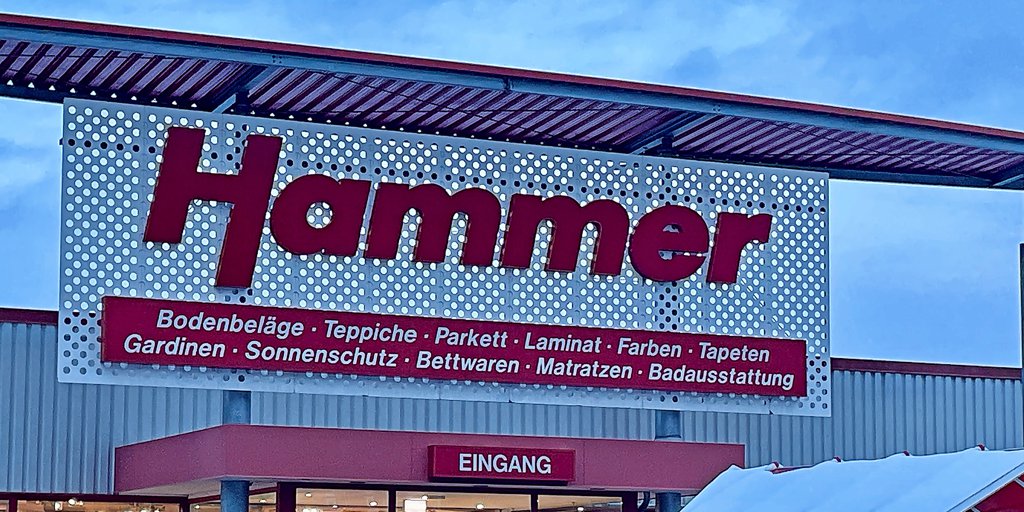 Hammer
Bodenbeläge · Teppiche · Parkett · Laminat · Farben · Tapeten
Gardinen · Sonnenschutz · Bettwaren · Matratzen · Badausstattung
EINGANG